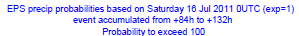 EPS precip probabilities based on Saturday 16 Jul 2011 0UTC (exp=1)
event accumulated from +84h to +132h
Probability to exceed 100